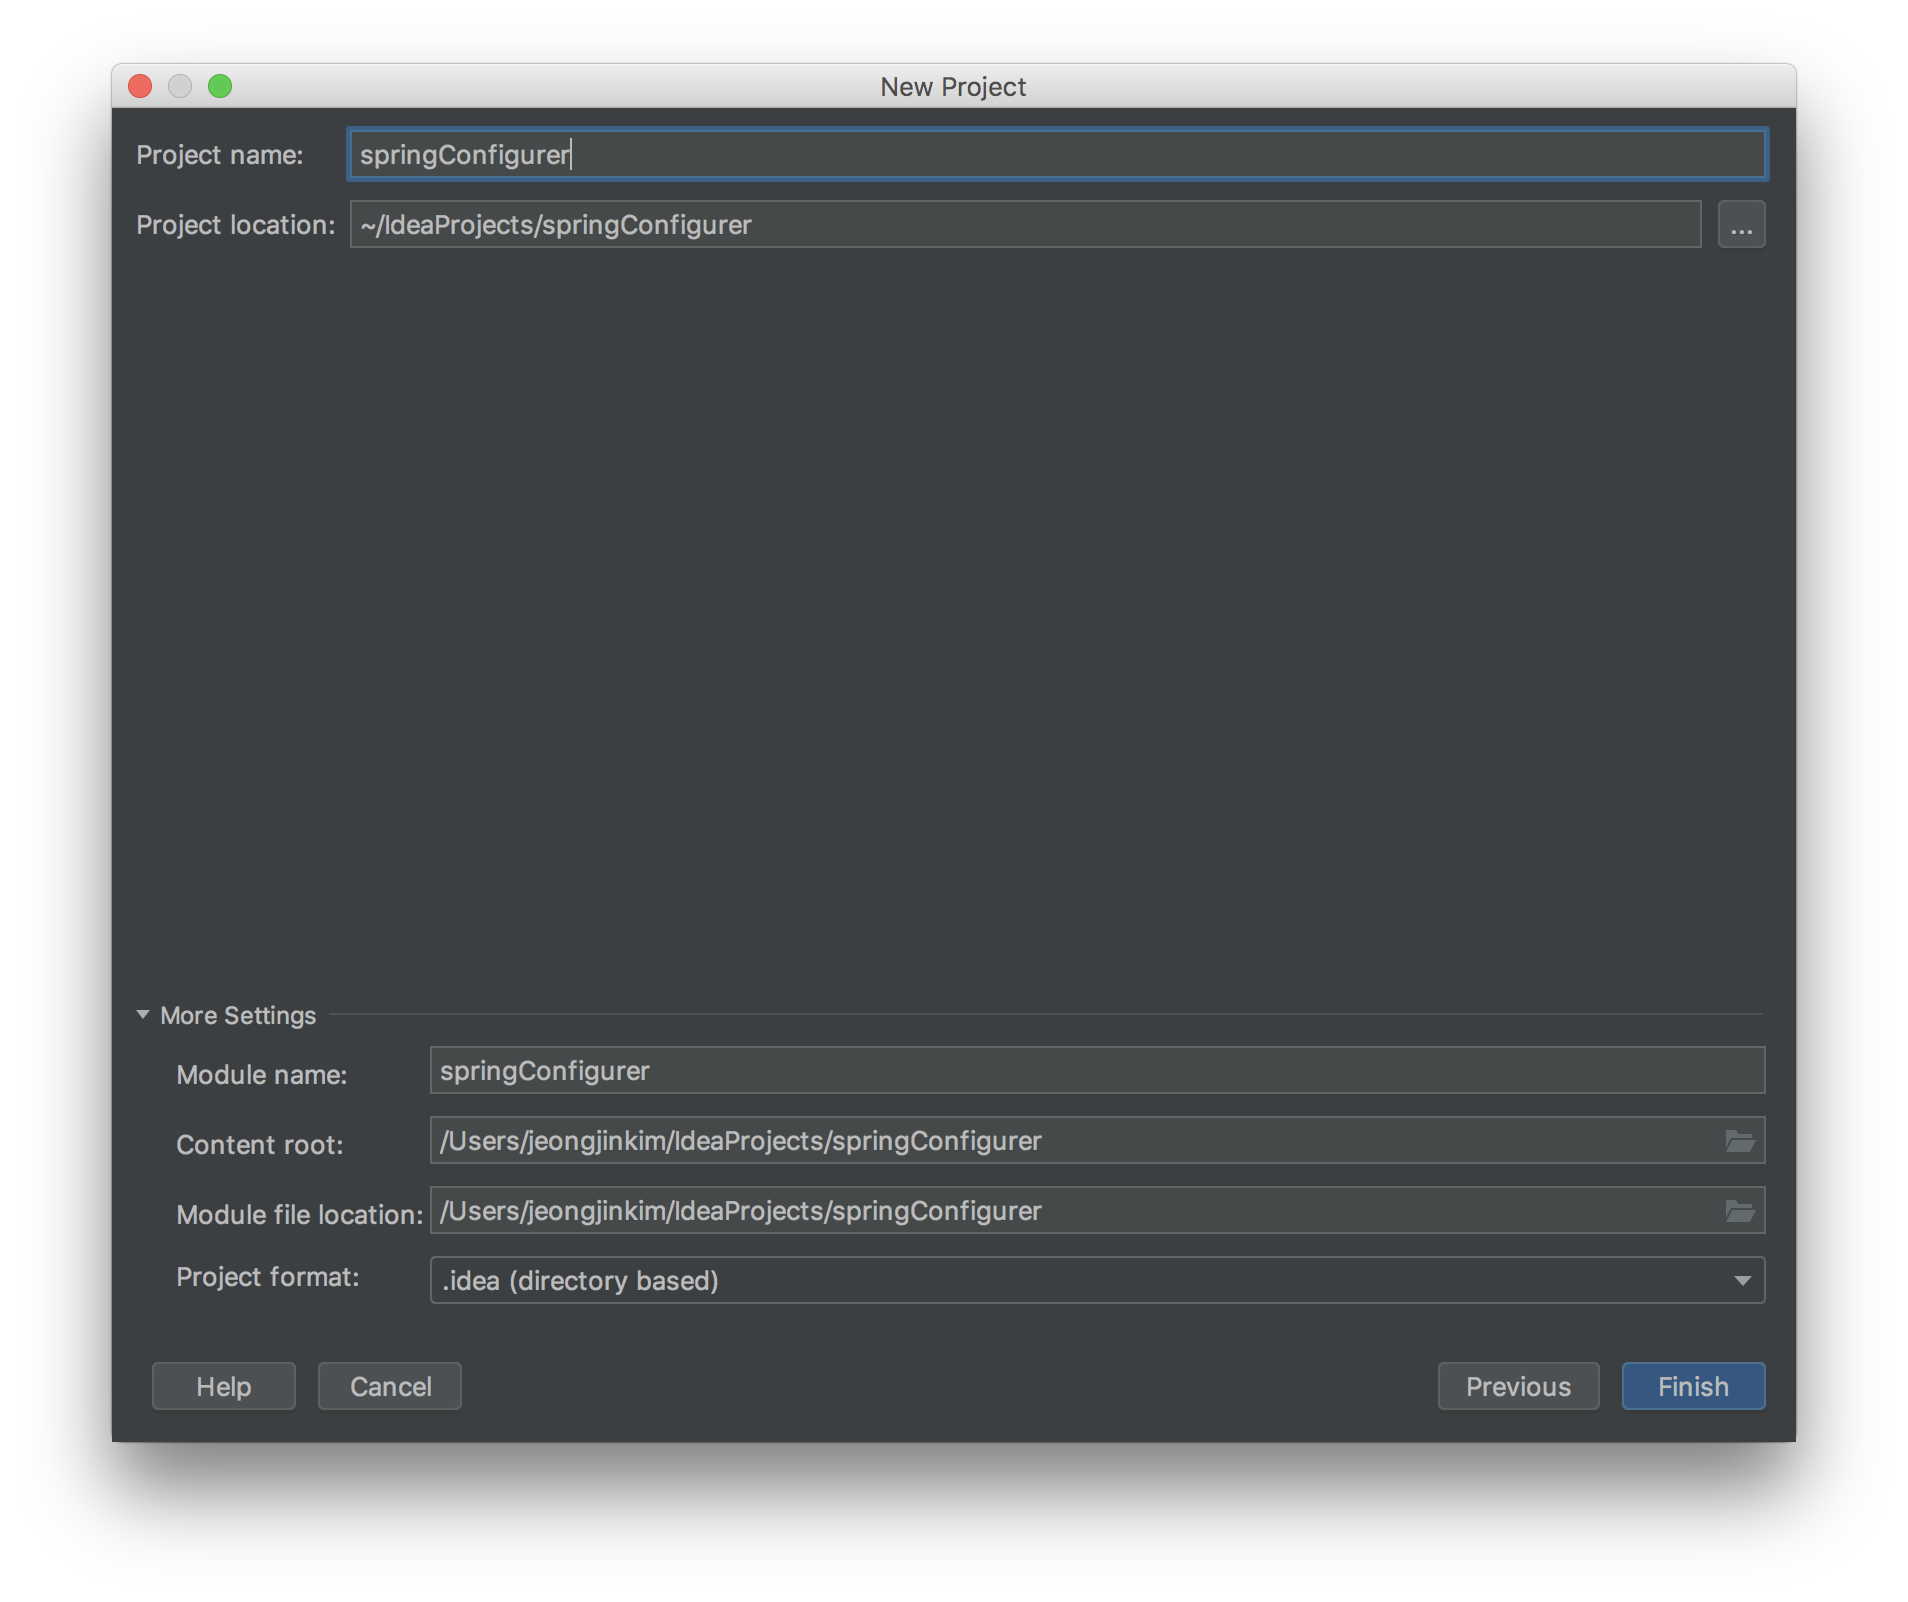 New Project
Project name: springConfigurer
Project location: ~/IdeaProjects/springConfigurer ...
More Settings
Module name: springConfigurer
Content root: /Users/jeongjinkim/IdeaProjects/springConfigurer
Module file location: /Users/jeongjinkim/IdeaProjects/springConfigurer
Project format: .idea (directory based)
Help Cancel Previous Finish